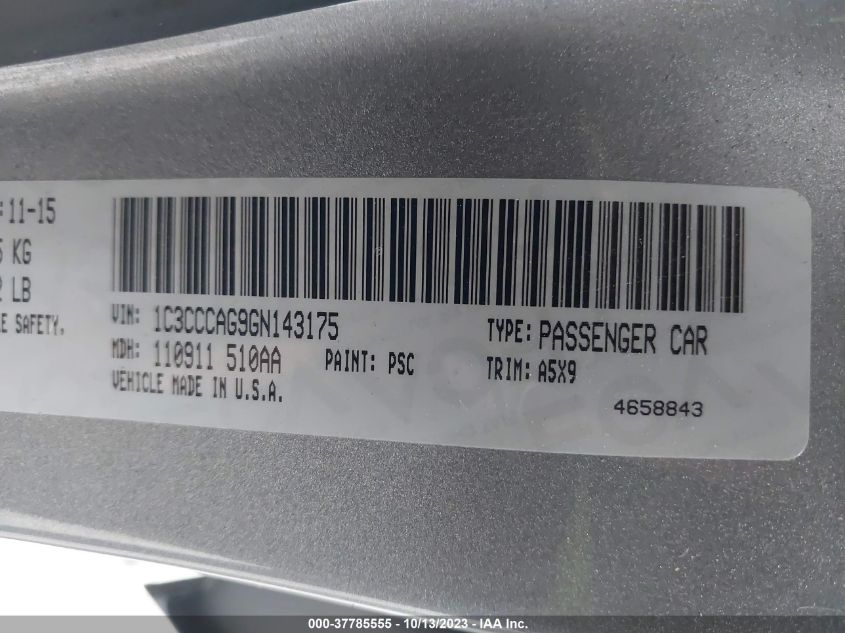 :11-15
KG
LB
E SAFETY.
VIN: 1C3CCCAG9GN143175
TYPE: PASSENGER CAR
MDH: 110911 510AA
PAINT: PSC
TRIM: A5X9
VEHICLE MADE IN U.S.A.
4658843
000-37785555 - 10/13/2023 - IAA Inc.